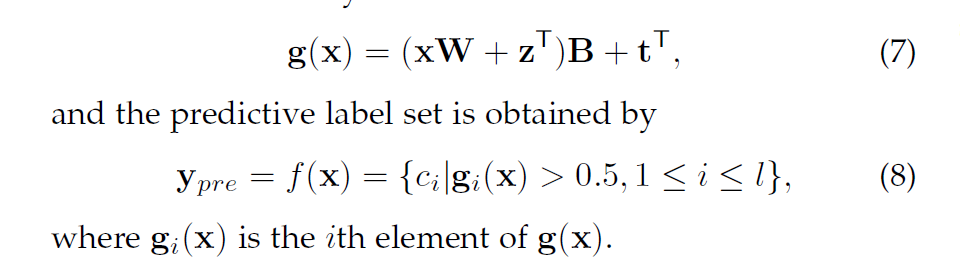 g(x) = (xW + z⊤)B + t⊤, (7)
and the predictive label set is obtained by
y_pre = f(x) = {c_i|g_i(x) > 0.5, 1 ≤ i ≤ l}, (8)
where g_i(x) is the ith element of g(x).